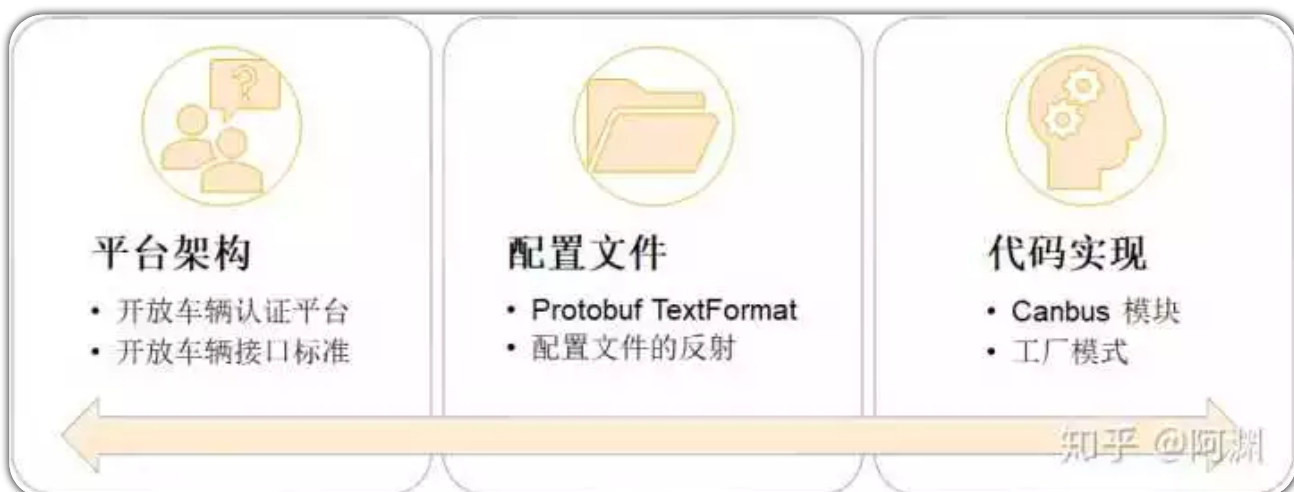 平台架构
• 开放车辆认证平台
• 开放车辆接口标准
配置文件
• Protobuf TextFormat
• 配置文件的反射
代码实现
• Canbus 模块
• 工厂模式
知乎 @阿渊